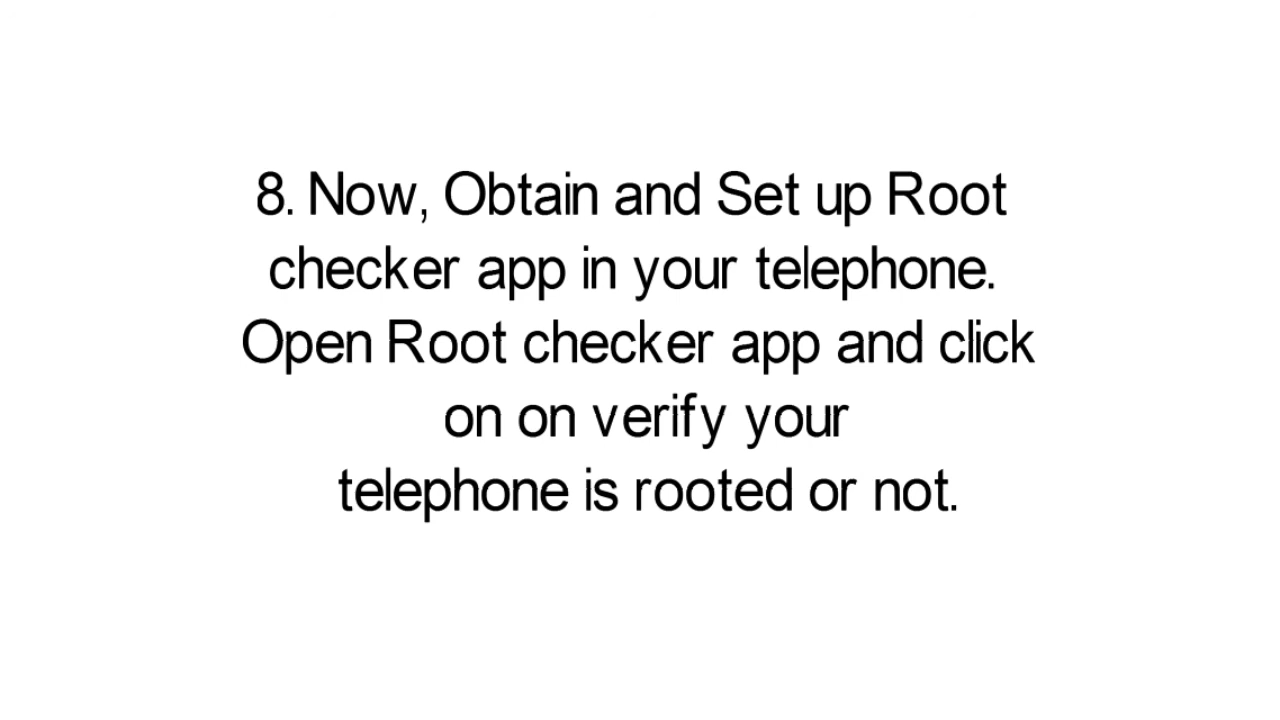 8. Now, Obtain and Set up Root
checker app in your telephone.
Open Root checker app and click
on on verify your
telephone is rooted or not.